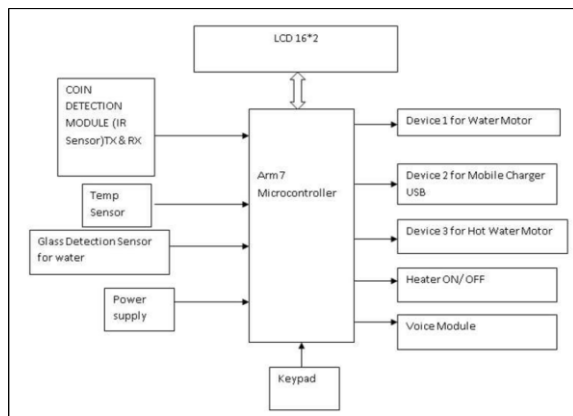 LCD 16*2
COIN
DETECTION
MODULE (IR
Sensor)TX & RX
Temp
Sensor
Glass Detection Sensor
for water
Power
supply
Arm7
Microcontroller
Keypad
Device 1 for Water Motor
Device 2 for Mobile Charger
USB
Device 3 for Hot Water Motor
Heater ON/ OFF
Voice Module